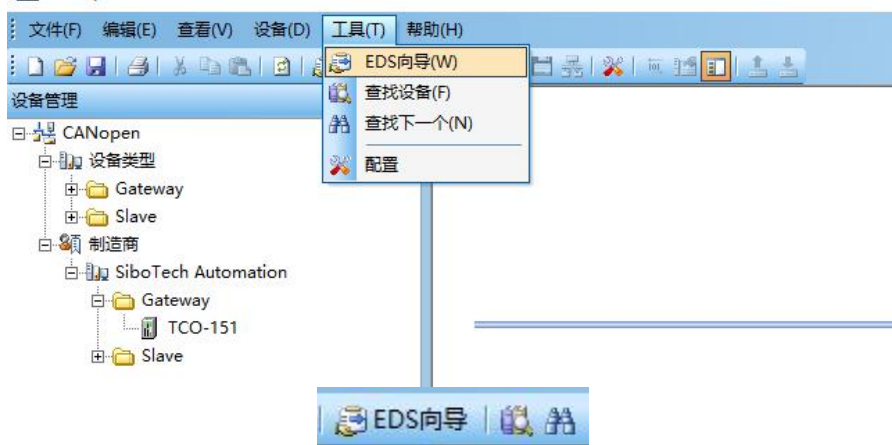 文件(F) 编辑(E) 查看(V) 设备(D) 工具(T) 帮助(H)
EDS向导(W)
设备管理
查找设备(F)
查找下一个(N)
CANopen
配置
设备类型
Gateway
Slave
制造商
SiboTech Automation
Gateway
TCO-151
Slave
EDS向导